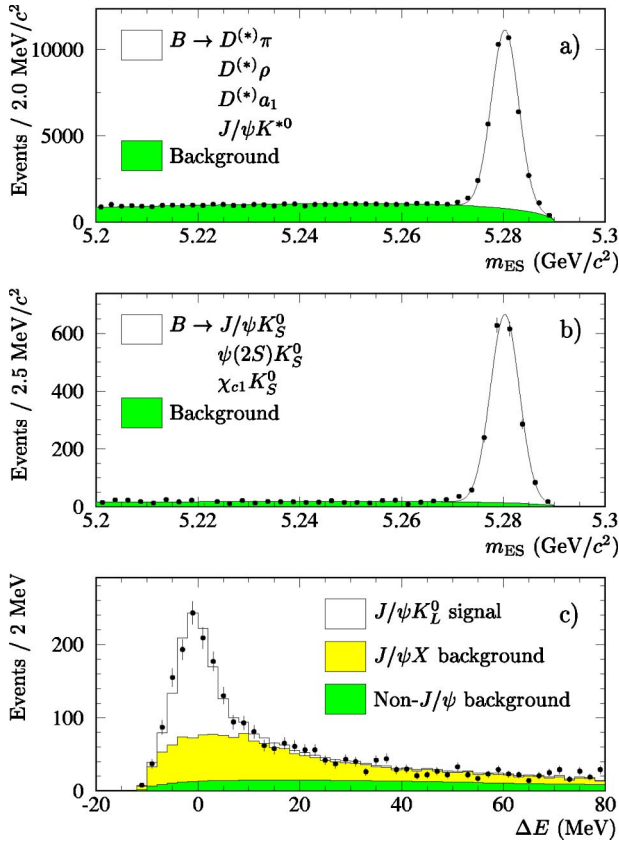 Events / 2.0 MeV/c²
10000
5000
0
B → D⁽*⁾π
D⁽*⁾ρ
D⁽*⁾a₁
J/ψK*⁰
Background
a)
5.2 5.22 5.24 5.26 5.28 5.3
m_ES (GeV/c²)
Events / 2.5 MeV/c²
600
400
200
0
B → J/ψK⁰_S
ψ(2S)K⁰_S
χ_c1 K⁰_S
Background
b)
5.2 5.22 5.24 5.26 5.28 5.3
m_ES (GeV/c²)
Events / 2 MeV
200
100
0
J/ψK⁰_L signal
J/ψX background
Non-J/ψ background
c)
-20 0 20 40 60 80
ΔE (MeV)